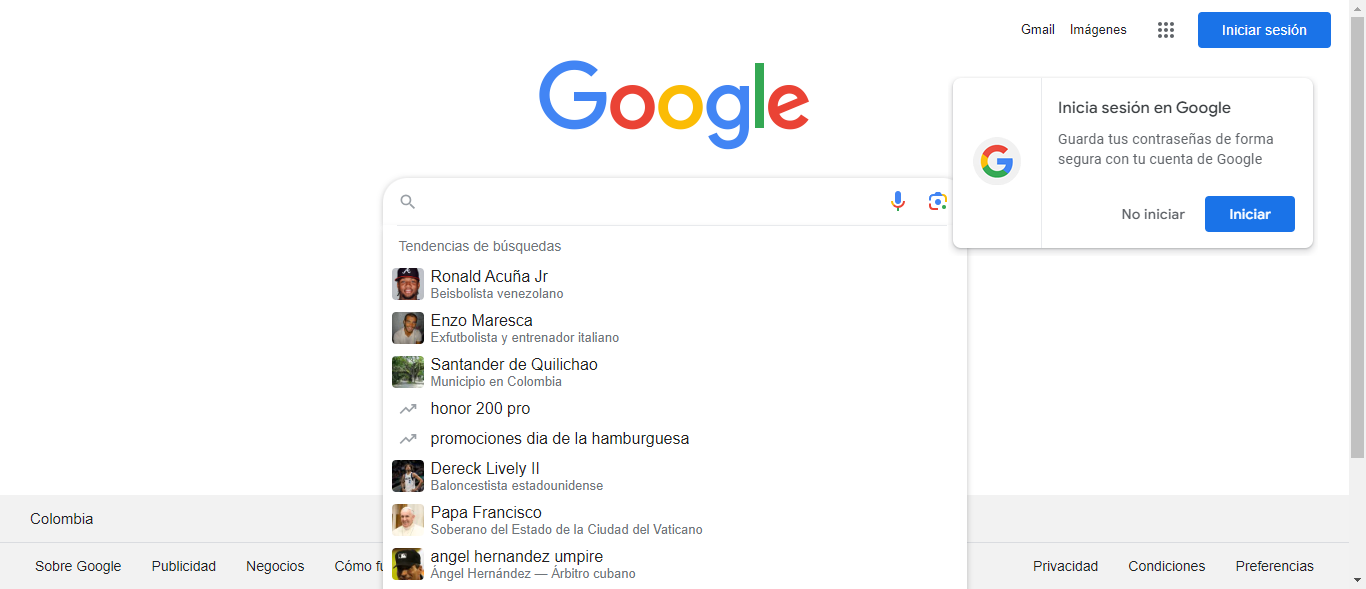 Gmail Imágenes Iniciar sesión
Google
Inicia sesión en Google
Guarda tus contraseñas de forma
segura con tu cuenta de Google
No iniciar Iniciar
Tendencias de búsquedas
Ronald Acuña Jr
Beisbolista venezolano
Enzo Maresca
Exfutbolista y entrenador italiano
Santander de Quilichao
Municipio en Colombia
honor 200 pro
promociones dia de la hamburguesa
Dereck Lively II
Baloncestista estadounidense
Papa Francisco
Soberano del Estado de la Ciudad del Vaticano
angel hernandez umpire
Ángel Hernández — Árbitro cubano
Colombia
Sobre Google Publicidad Negocios Cómo Privacidad Condiciones Preferencias